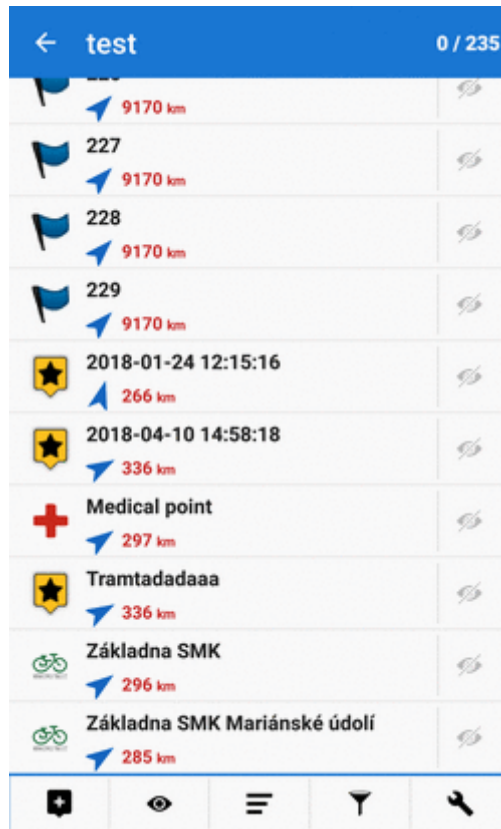 test
0 / 235
9170 km
227
9170 km
228
9170 km
229
9170 km
2018-01-24 12:15:16
266 km
2018-04-10 14:58:18
336 km
Medical point
297 km
Tramtadadaaa
336 km
Základna SMK
296 km
Základna SMK Mariánské údolí
285 km